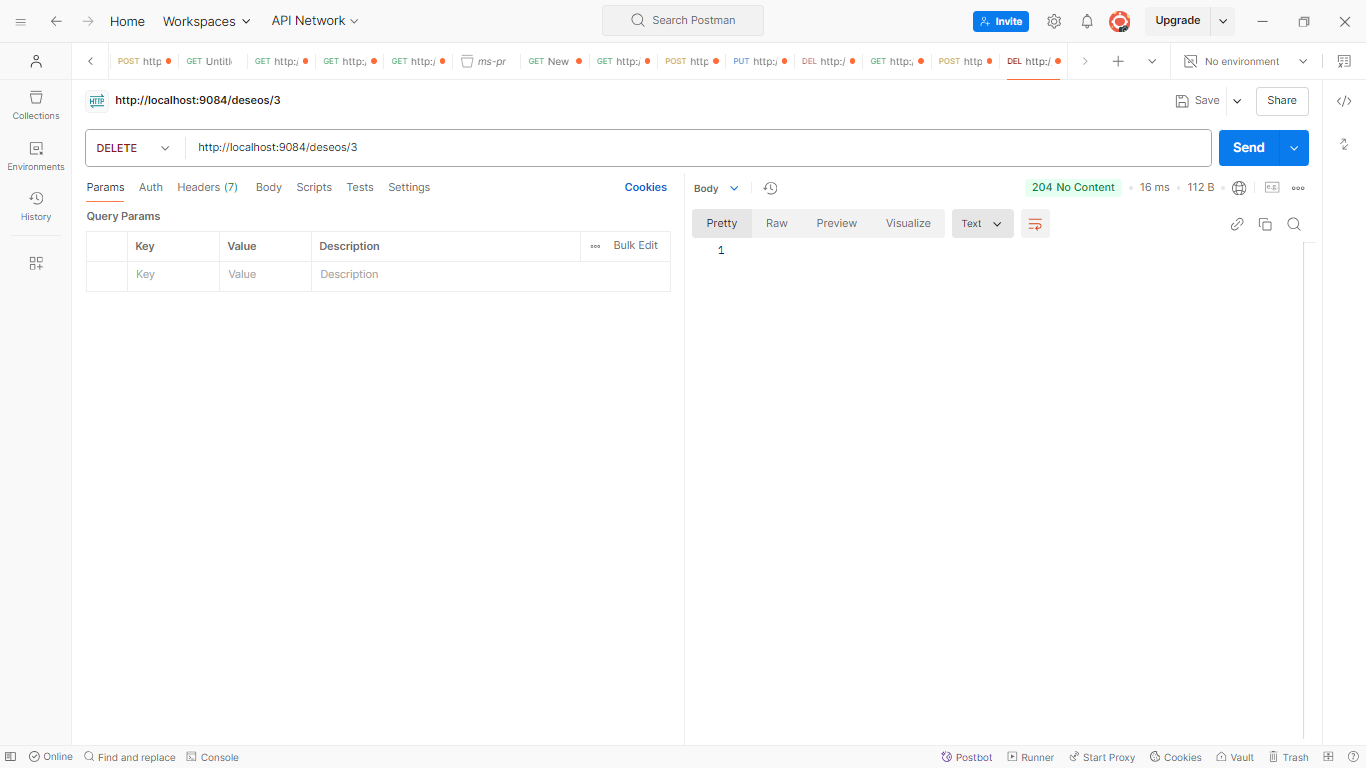 Home Workspaces API Network Search Postman Invite Upgrade
POST http GET Untitl GET http:/ GET http:/ GET http:/ ms-pr GET New GET http:/ POST http PUT http:/ DEL http:/ GET http:/ POST http DEL http:/ No environment
HTTP http://localhost:9084/deseos/3 Save Share
Collections
DELETE http://localhost:9084/deseos/3 Send
Environments
Params Auth Headers (7) Body Scripts Tests Settings Cookies
Body 204 No Content 16 ms 112 B e.g.
History
Query Params
Pretty Raw Preview Visualize Text
Key Value Description Bulk Edit
Key Value Description
1
Online Find and replace Console Postbot Runner Start Proxy Cookies Vault Trash